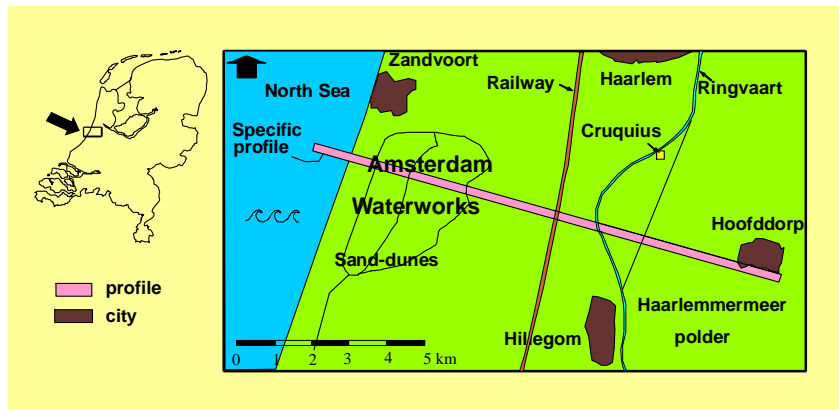 Zandvoort
North Sea
Railway
Haarlem
Ringvaart
Specific
profile
Cruquius
Amsterdam
Waterworks
Hoofddorp
Sand-dunes
profile
city
Haarlemmermeer
polder
Hillegom
0 1 2 3 4 5 km